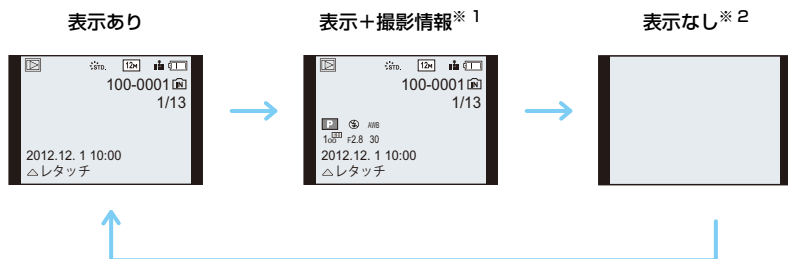 表示あり
表示＋撮影情報※1
表示なし※2
STD. 12M
100-0001 IN
1/13
2012.12. 1 10:00
△レタッチ
STD. 12M
100-0001 IN
1/13
P AWB
100 F2.8 30
2012.12. 1 10:00
△レタッチ